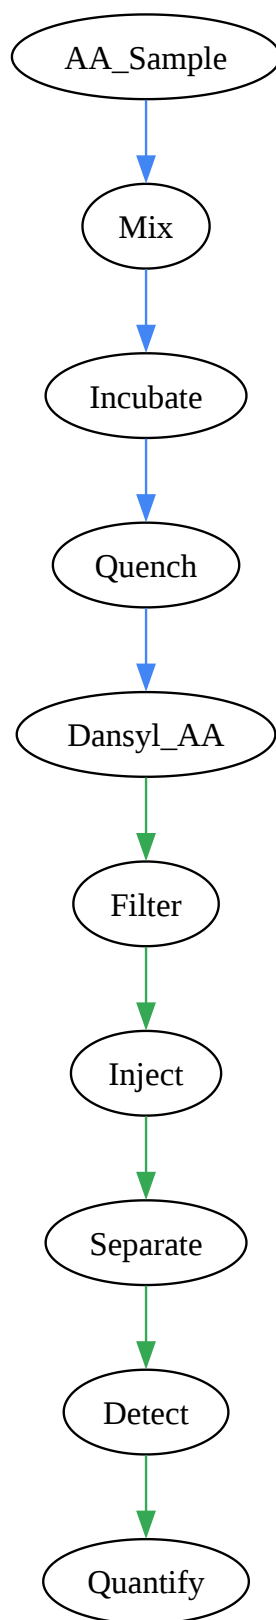 AA_Sample
Mix
Incubate
Quench
Dansyl_AA
Filter
Inject
Separate
Detect
Quantify